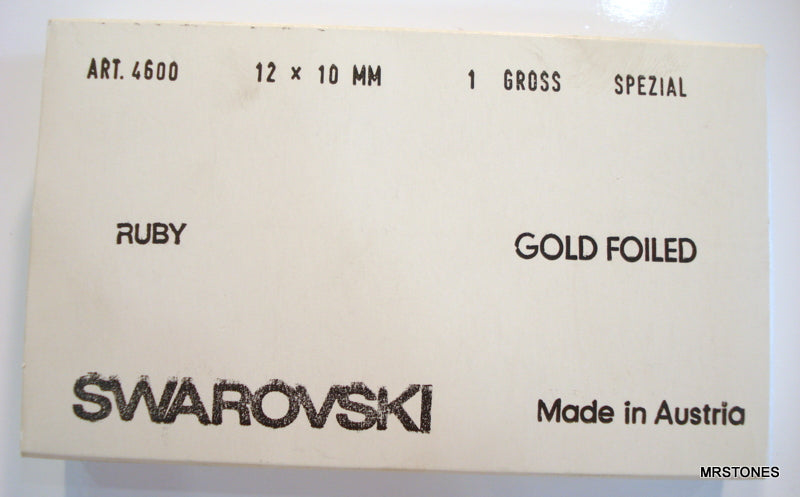 ART. 4600 12 x 10 MM 1 GROSS SPEZIAL
RUBY GOLD FOILED
SWAROVSKI Made in Austria
MRSTONES